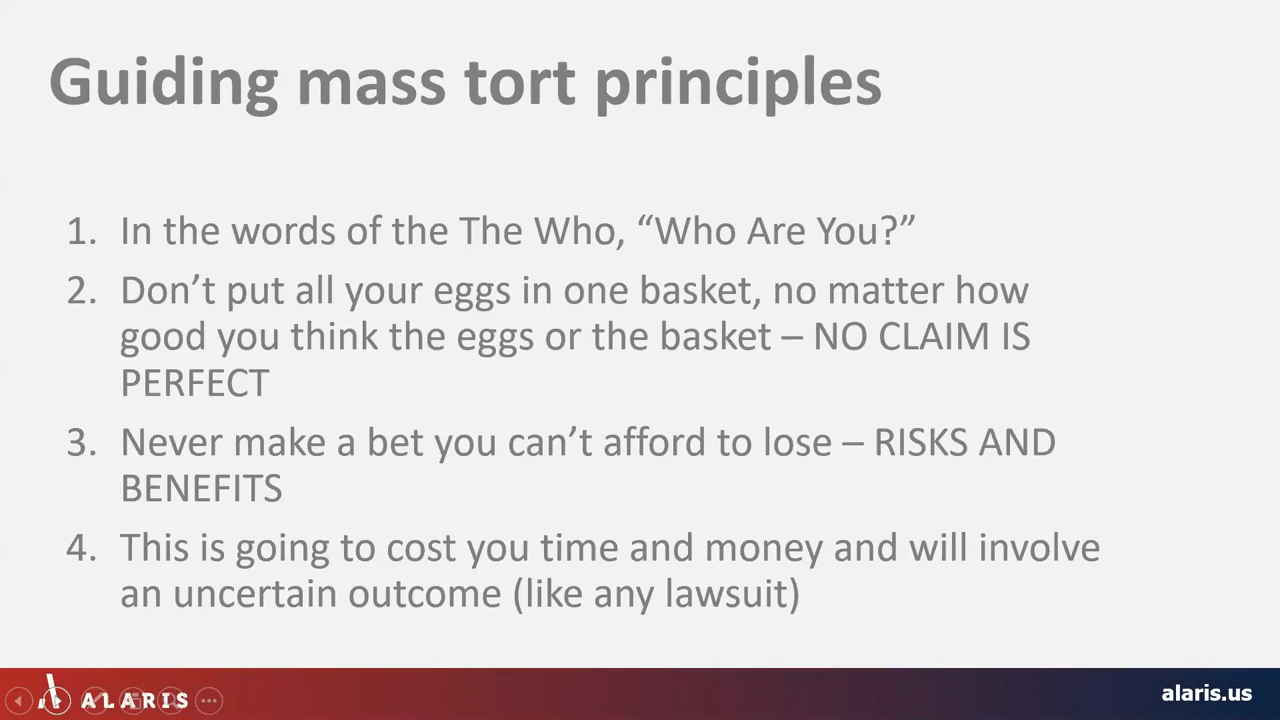 Guiding mass tort principles
1. In the words of the The Who, “Who Are You?”
2. Don’t put all your eggs in one basket, no matter how
good you think the eggs or the basket – NO CLAIM IS
PERFECT
3. Never make a bet you can’t afford to lose – RISKS AND
BENEFITS
4. This is going to cost you time and money and will involve
an uncertain outcome (like any lawsuit)
ALARIS
alaris.us